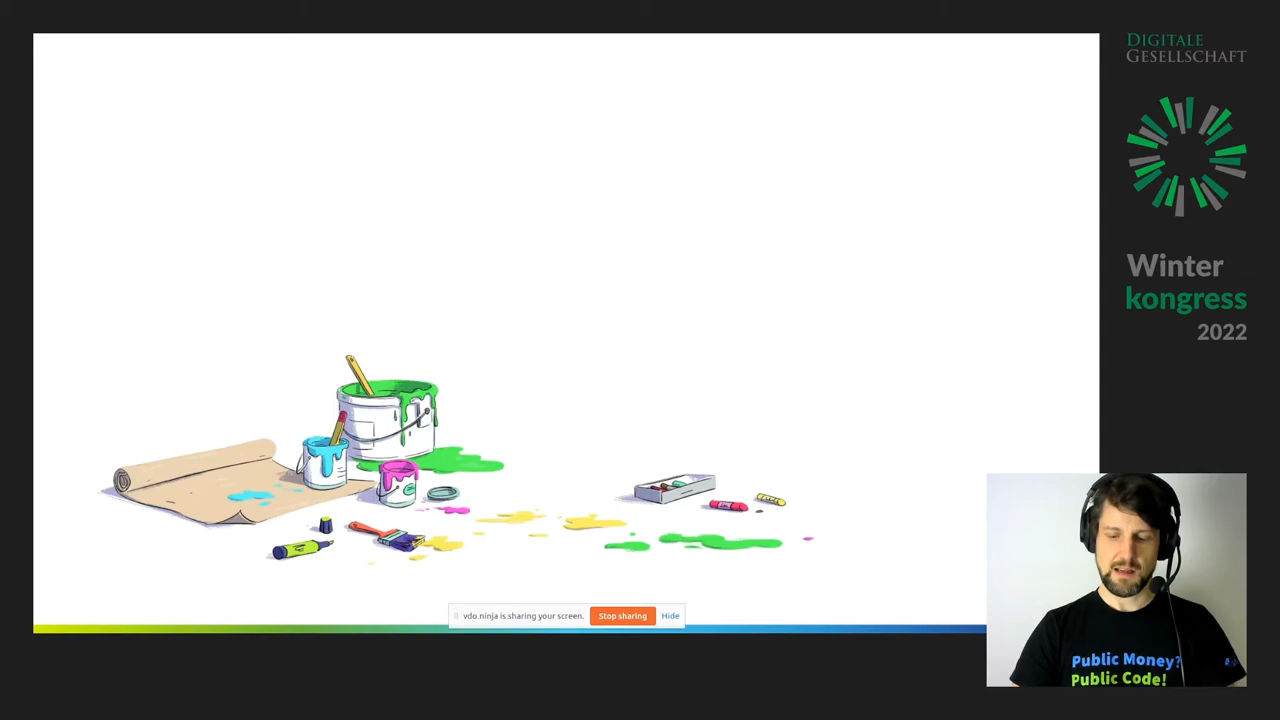 DIGITALE
GESELLSCHAFT
Winter
kongress
2022
vdo.ninja is sharing your screen.
Stop sharing
Hide
Public Money?
Public Code!